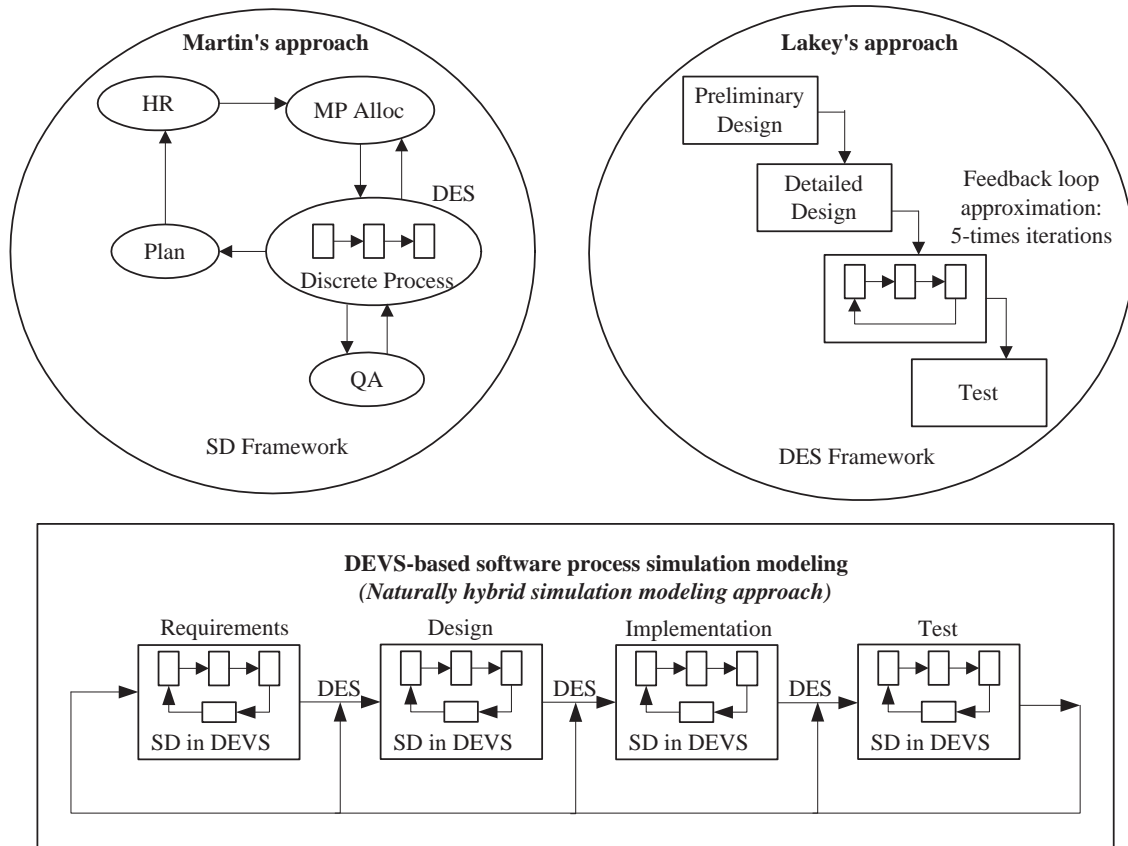 Martin's approach
HR
MP Alloc
DES
Plan
Discrete Process
QA
SD Framework
Lakey's approach
Preliminary
Design
Detailed
Design
Feedback loop
approximation:
5-times iterations
Test
DES Framework
DEVS-based software process simulation modeling
(Naturally hybrid simulation modeling approach)
Requirements
Design
Implementation
Test
DES
DES
DES
SD in DEVS
SD in DEVS
SD in DEVS
SD in DEVS